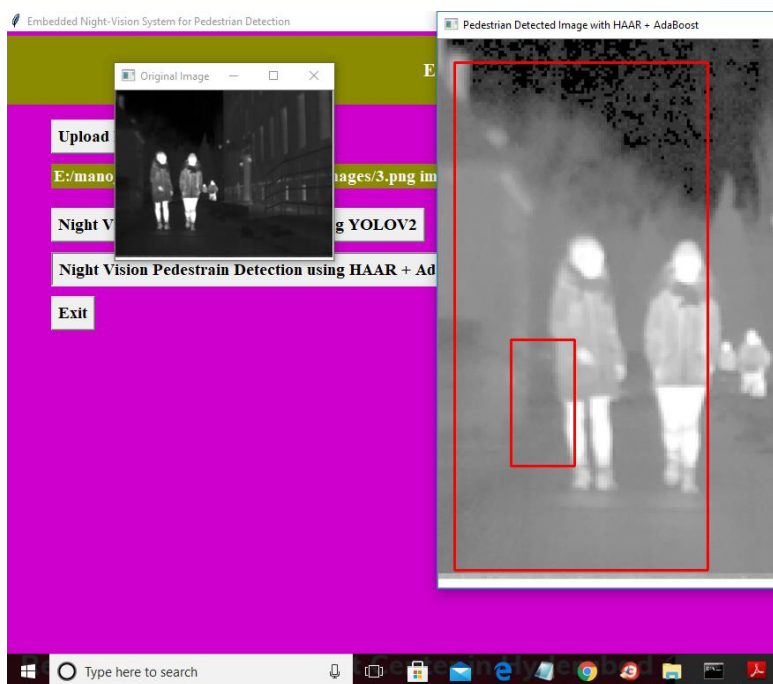 Embedded Night-Vision System for Pedestrian Detection
Pedestrian Detected Image with HAAR + AdaBoost
E
Original Image
Upload
E:/mano
ages/3.png im
Night V
g YOLOV2
Night Vision Pedestrain Detection using HAAR + Ad
Exit
Type here to search